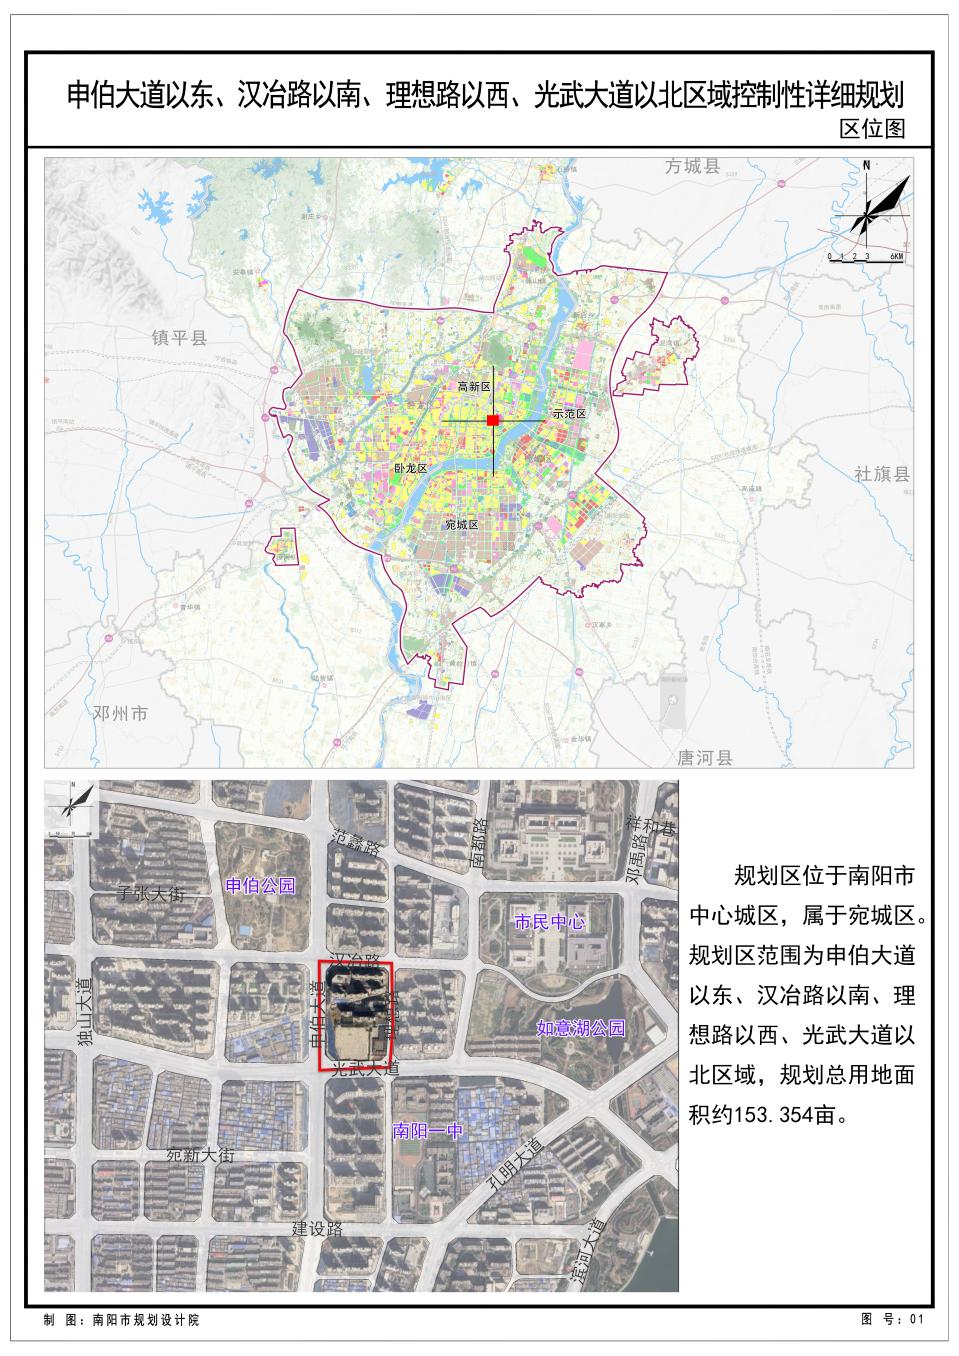 申伯大道以东、汉冶路以南、理想路以西、光武大道以北区域控制性详细规划
区位图
方城县
N
0 1 2 3 6KM
镇平县
高新区
示范区
卧龙区
社旗县
宛城区
邓州市
唐河县
N
范蠡路
南都路
祥和巷
邓禹路
子张大街
申伯公园
市民中心
汉冶路
独山大道
申伯大道
理想路
如意湖公园
光武大道
南阳一中
宛新大街
孔明大道
建设路
滨河大道
规划区位于南阳市
中心城区，属于宛城区。
规划区范围为申伯大道
以东、汉冶路以南、理
想路以西、光武大道以
北区域，规划总用地面
积约153.354亩。
制 图：南阳市规划设计院
图 号：01